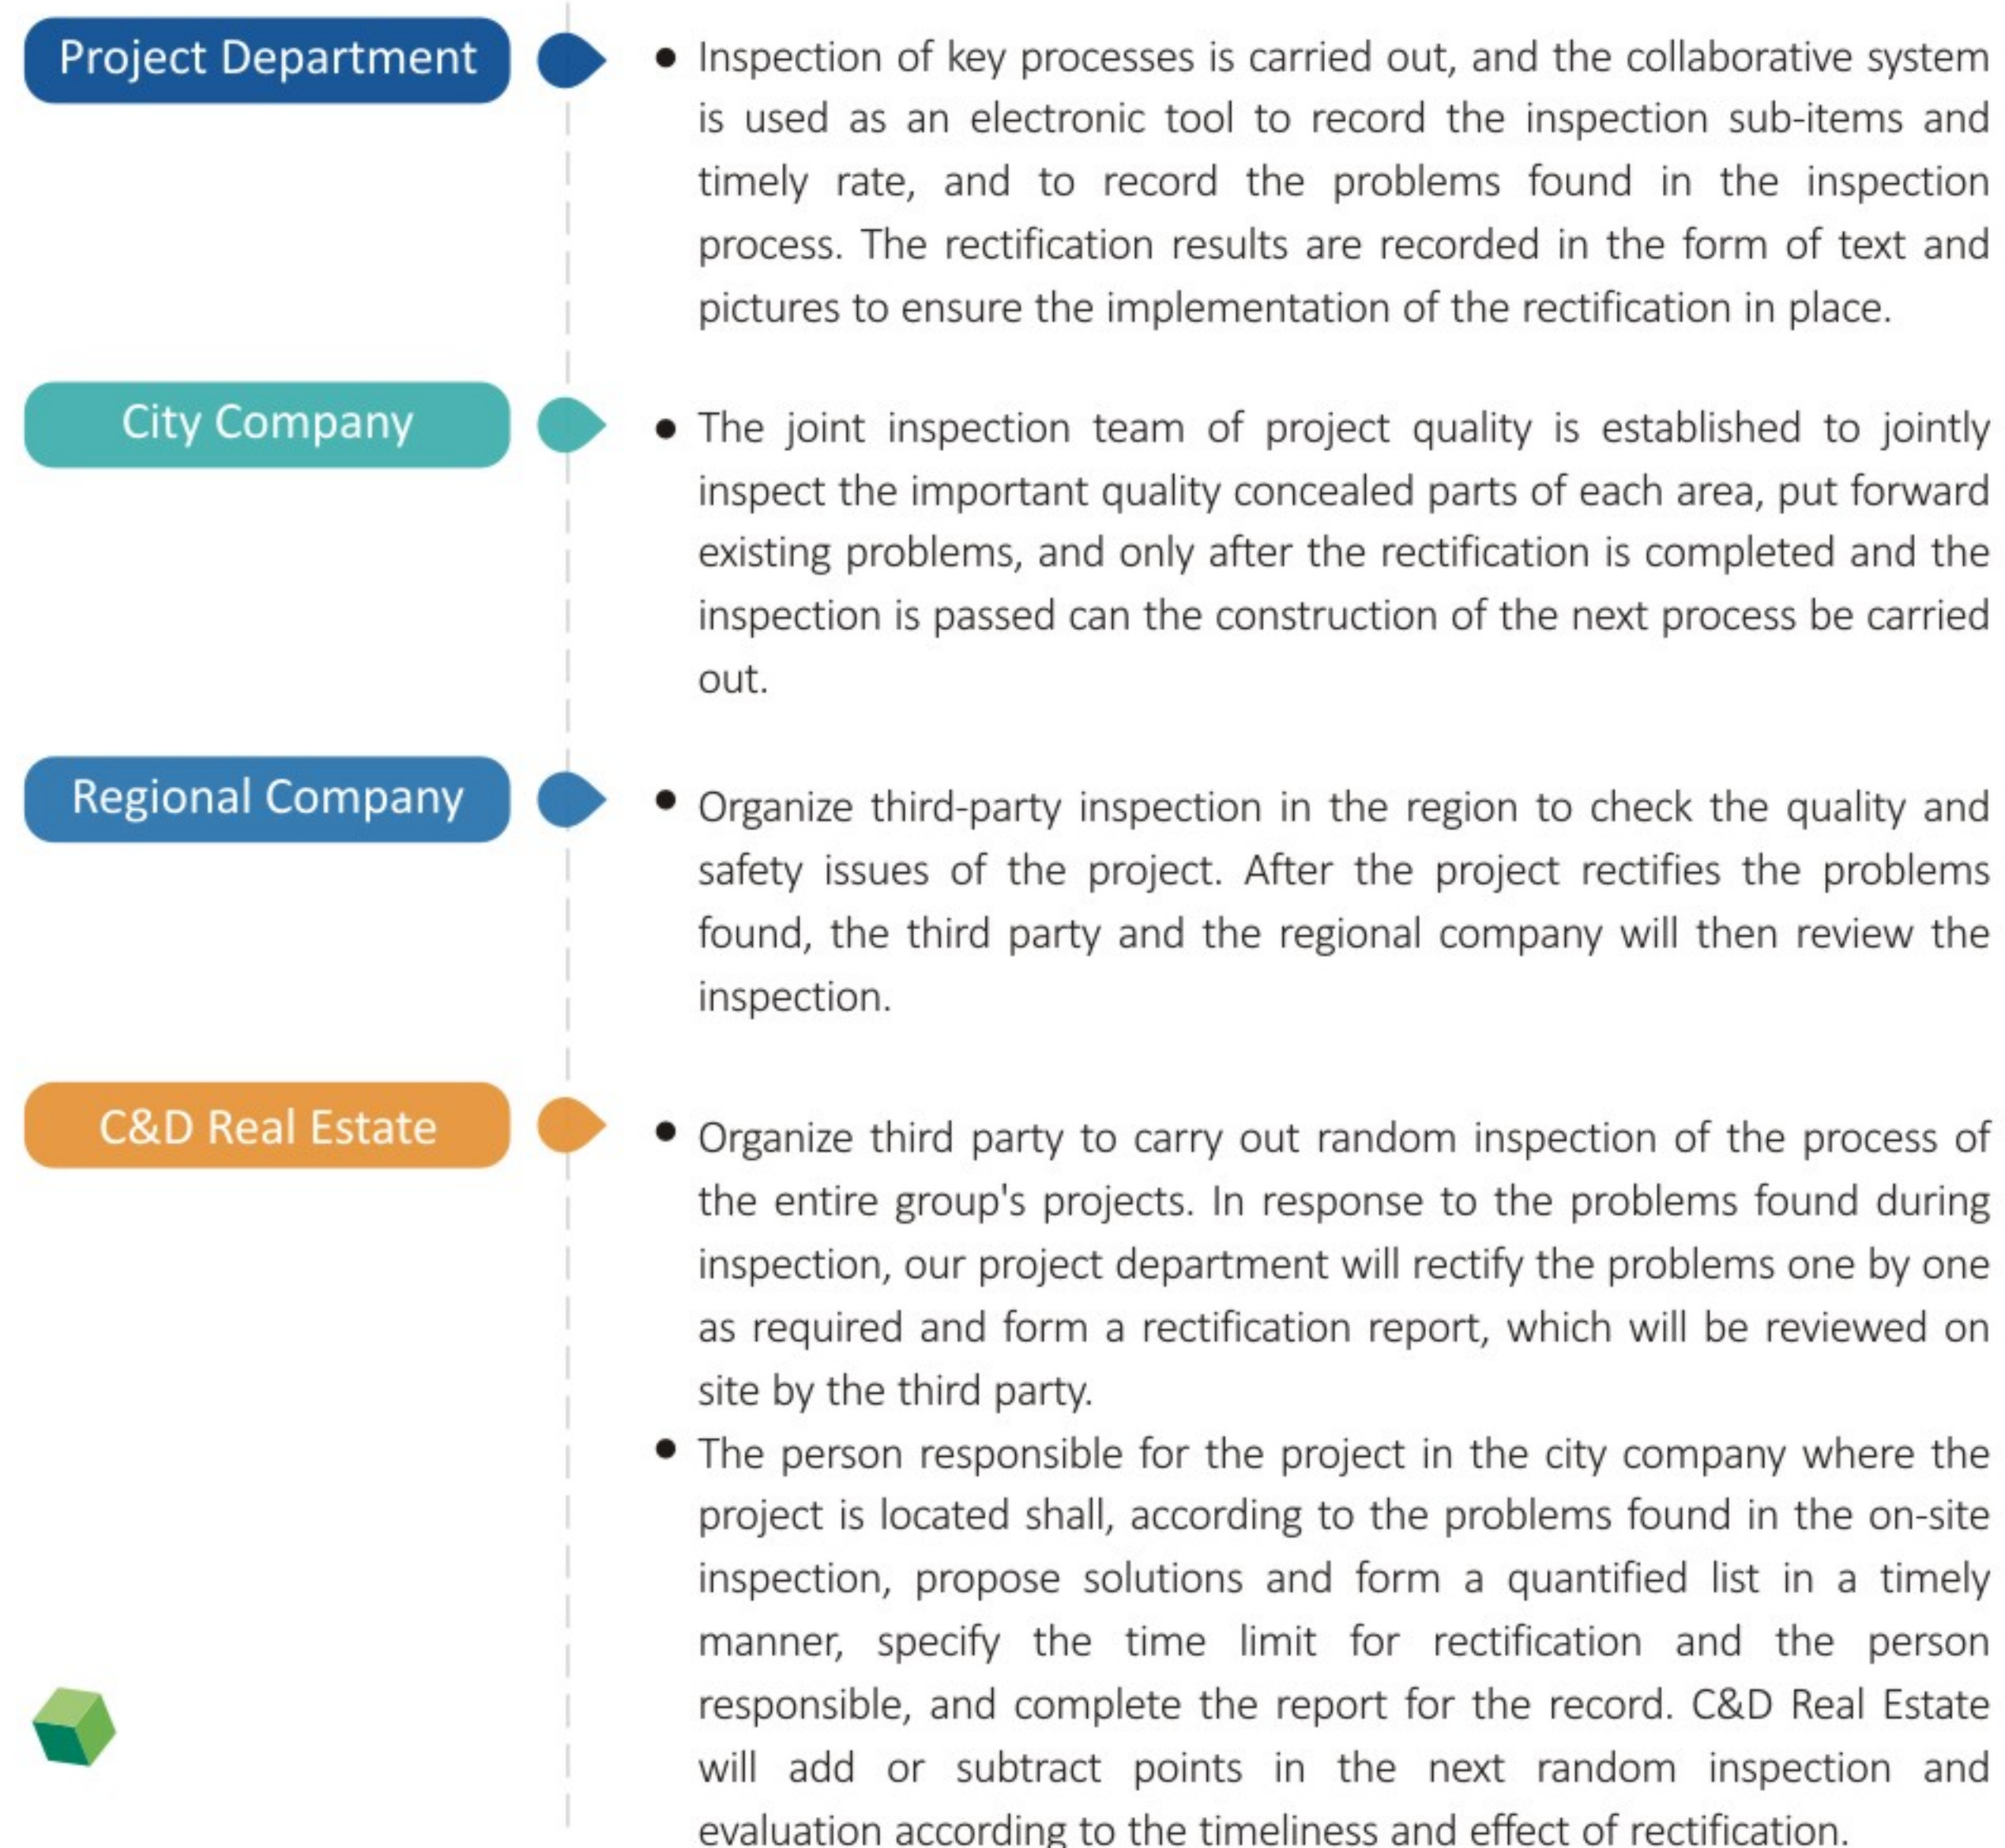 Project Department
Inspection of key processes is carried out, and the collaborative system
is used as an electronic tool to record the inspection sub-items and
timely rate, and to record the problems found in the inspection
process. The rectification results are recorded in the form of text and
pictures to ensure the implementation of the rectification in place.
City Company
The joint inspection team of project quality is established to jointly
inspect the important quality concealed parts of each area, put forward
existing problems, and only after the rectification is completed and the
inspection is passed can the construction of the next process be carried
out.
Regional Company
Organize third-party inspection in the region to check the quality and
safety issues of the project. After the project rectifies the problems
found, the third party and the regional company will then review the
inspection.
C&D Real Estate
Organize third party to carry out random inspection of the process of
the entire group's projects. In response to the problems found during
inspection, our project department will rectify the problems one by one
as required and form a rectification report, which will be reviewed on
site by the third party.
The person responsible for the project in the city company where the
project is located shall, according to the problems found in the on-site
inspection, propose solutions and form a quantified list in a timely
manner, specify the time limit for rectification and the person
responsible, and complete the report for the record. C&D Real Estate
will add or subtract points in the next random inspection and
evaluation according to the timeliness and effect of rectification.